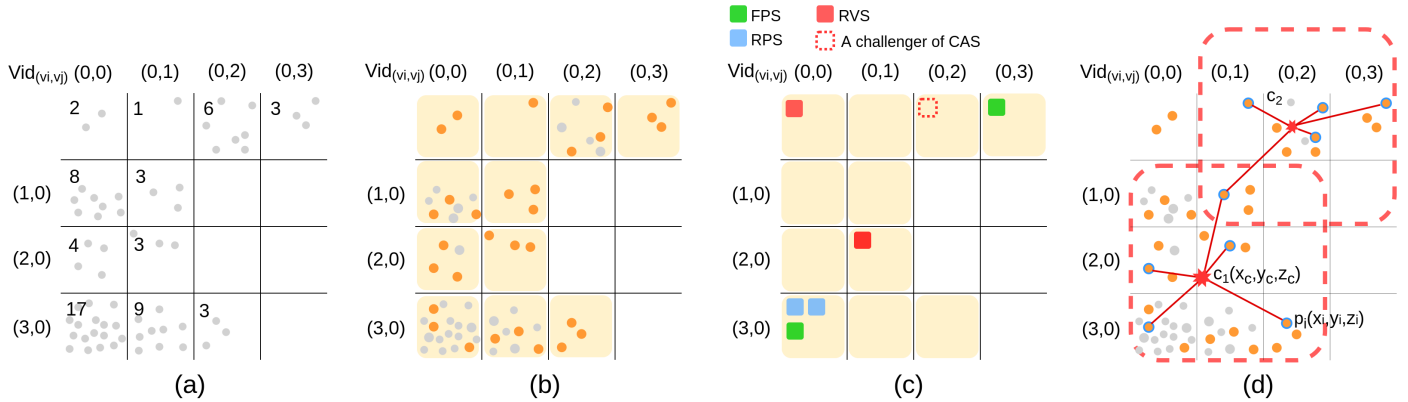 FPS RVS
RPS A challenger of CAS
Vid(vi,vj) (0,0) (0,1) (0,2) (0,3)
2 1 6 3
(1,0) 8 3
(2,0) 4 3
(3,0) 17 9 3
(a)
Vid(vi,vj) (0,0) (0,1) (0,2) (0,3)
(1,0)
(2,0)
(3,0)
(b)
Vid(vi,vj) (0,0) (0,1) (0,2) (0,3)
(1,0)
(2,0)
(3,0)
(c)
Vid(vi,vj) (0,0) (0,1) (0,2) (0,3)
c2
(1,0)
(2,0)
c1(xc,yc,zc)
(3,0)
pi(xi,yi,zi)
(d)